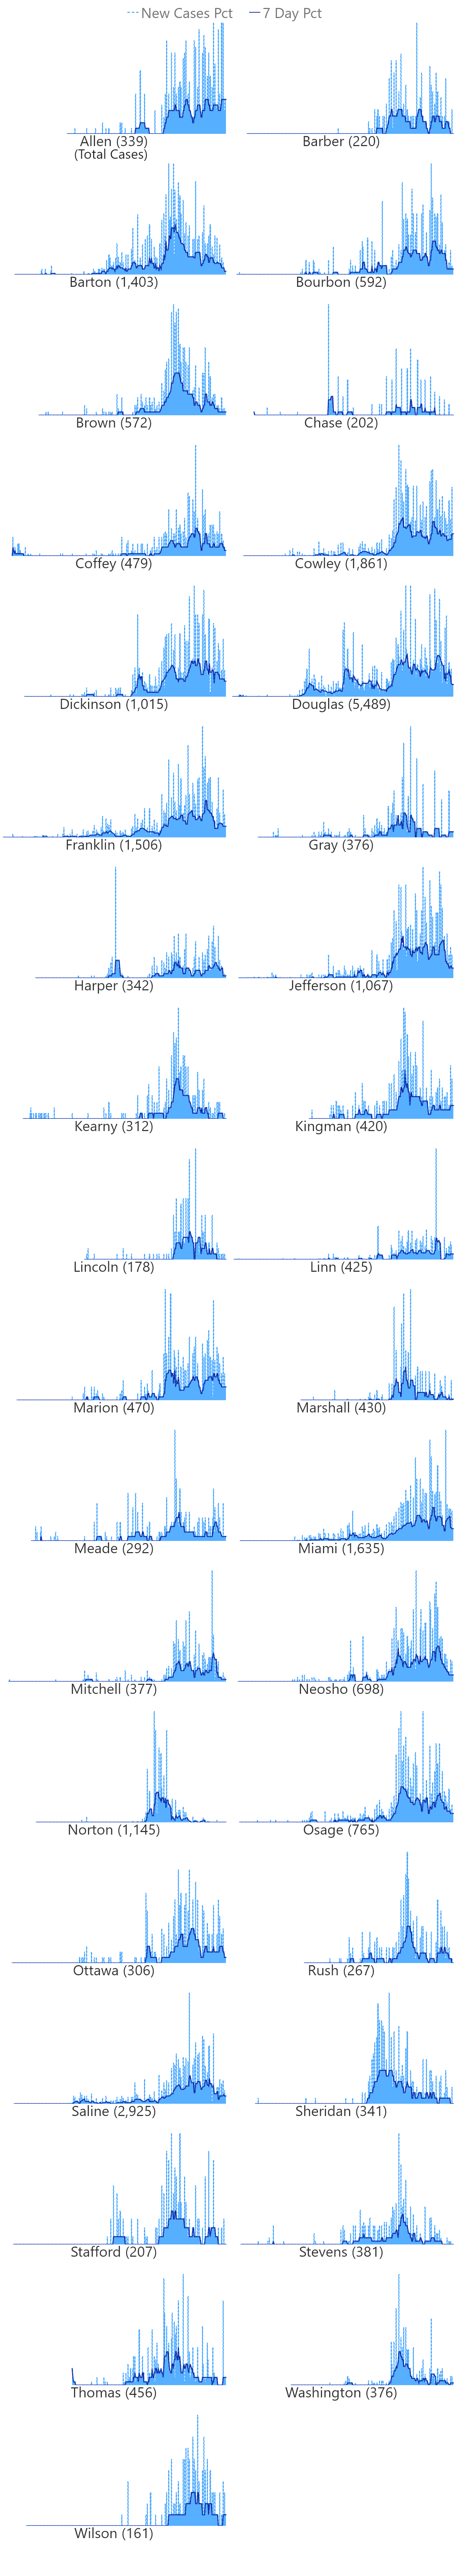 New Cases Pct 7 Day Pct
Allen (339)
(Total Cases)
Barber (220)
Barton (1,403)
Bourbon (592)
Brown (572)
Chase (202)
Coffey (479)
Cowley (1,861)
Dickinson (1,015)
Douglas (5,489)
Franklin (1,506)
Gray (376)
Harper (342)
Jefferson (1,067)
Kearny (312)
Kingman (420)
Lincoln (178)
Linn (425)
Marion (470)
Marshall (430)
Meade (292)
Miami (1,635)
Mitchell (377)
Neosho (698)
Norton (1,145)
Osage (765)
Ottawa (306)
Rush (267)
Saline (2,925)
Sheridan (341)
Stafford (207)
Stevens (381)
Thomas (456)
Washington (376)
Wilson (161)